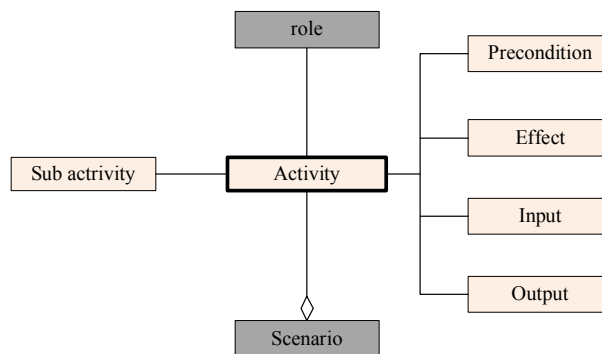 role
Precondition
Effect
Sub actrivity
Activity
Input
Output
Scenario